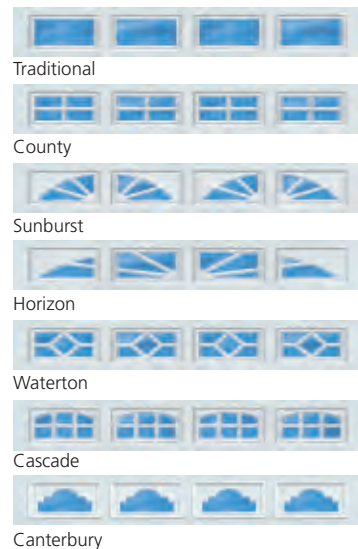 Traditional
County
Sunburst
Horizon
Waterton
Cascade
Canterbury